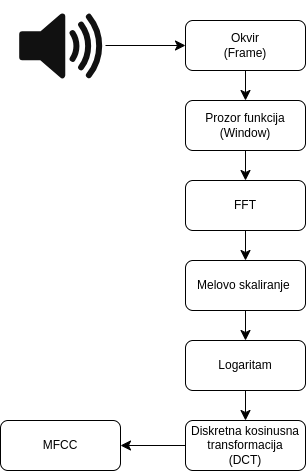 Okvir
(Frame)
Prozor funkcija
(Window)
FFT
Melovo skaliranje
Logaritam
Diskretna kosinusna
transformacija
(DCT)
MFCC